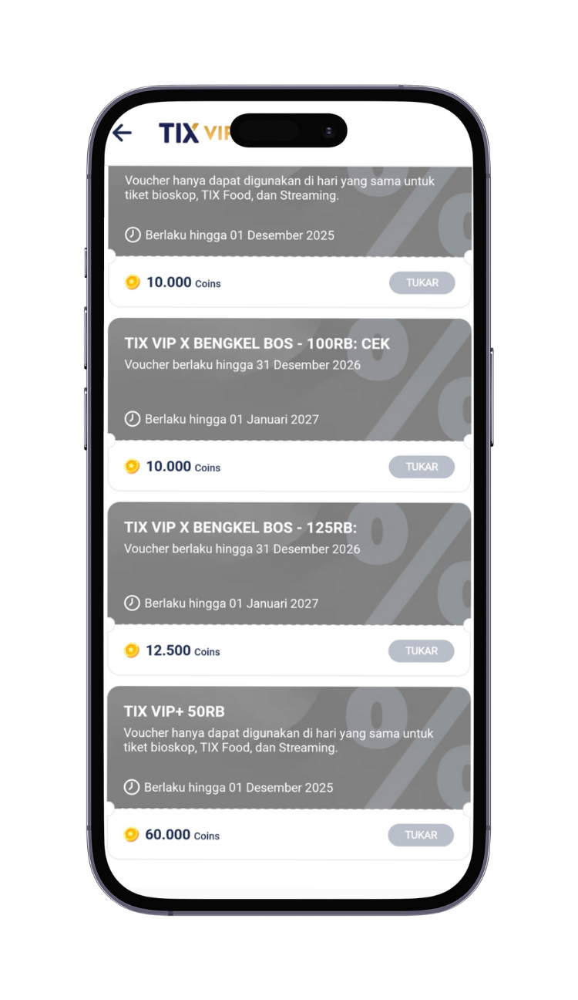 TIX VIP
Voucher hanya dapat digunakan di hari yang sama untuk
tiket bioskop, TIX Food, dan Streaming.
Berlaku hingga 01 Desember 2025
10.000 Coins
TUKAR
TIX VIP X BENGKEL BOS - 100RB: CEK
Voucher berlaku hingga 31 Desember 2026
Berlaku hingga 01 Januari 2027
10.000 Coins
TUKAR
TIX VIP X BENGKEL BOS - 125RB:
Voucher berlaku hingga 31 Desember 2026
Berlaku hingga 01 Januari 2027
12.500 Coins
TUKAR
TIX VIP+ 50RB
Voucher hanya dapat digunakan di hari yang sama untuk
tiket bioskop, TIX Food, dan Streaming.
Berlaku hingga 01 Desember 2025
60.000 Coins
TUKAR